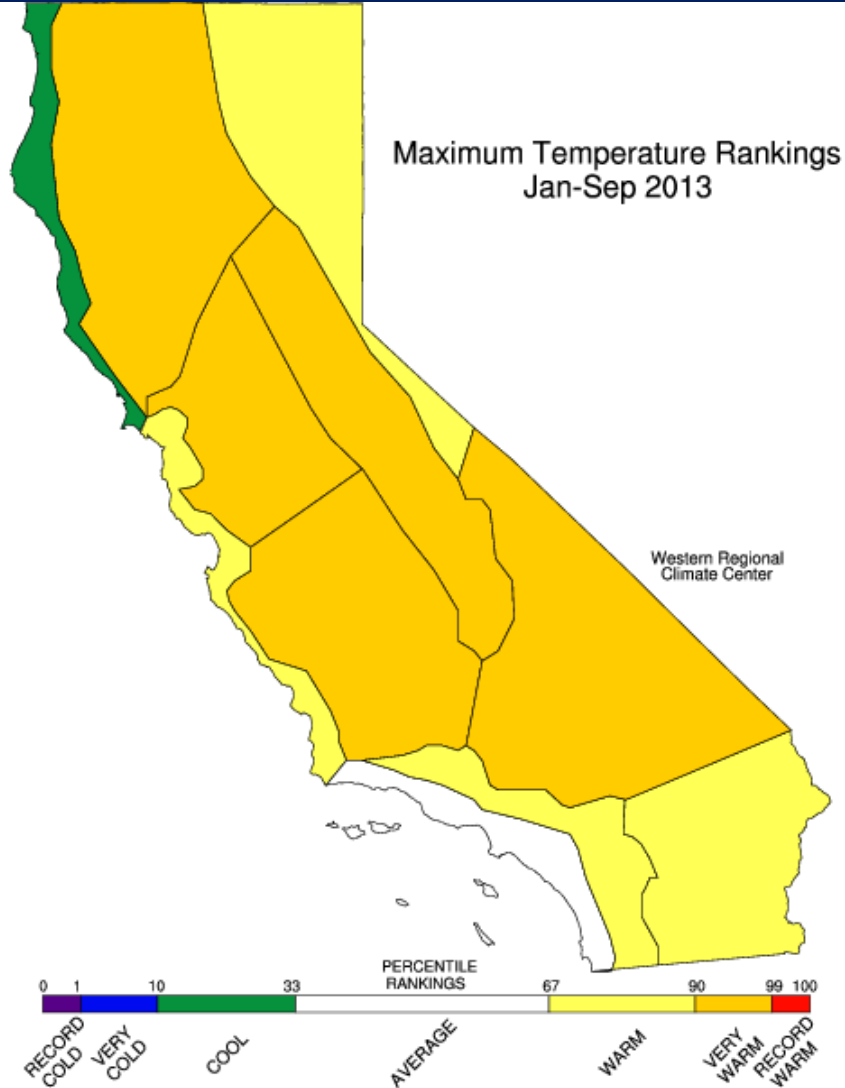 Maximum Temperature Rankings
Jan-Sep 2013
Western Regional
Climate Center
PERCENTILE
RANKINGS
0 1 10 33 67 90 99 100
RECORD
COLD
VERY
COLD
COOL
AVERAGE
WARM
VERY
WARM
RECORD
WARM